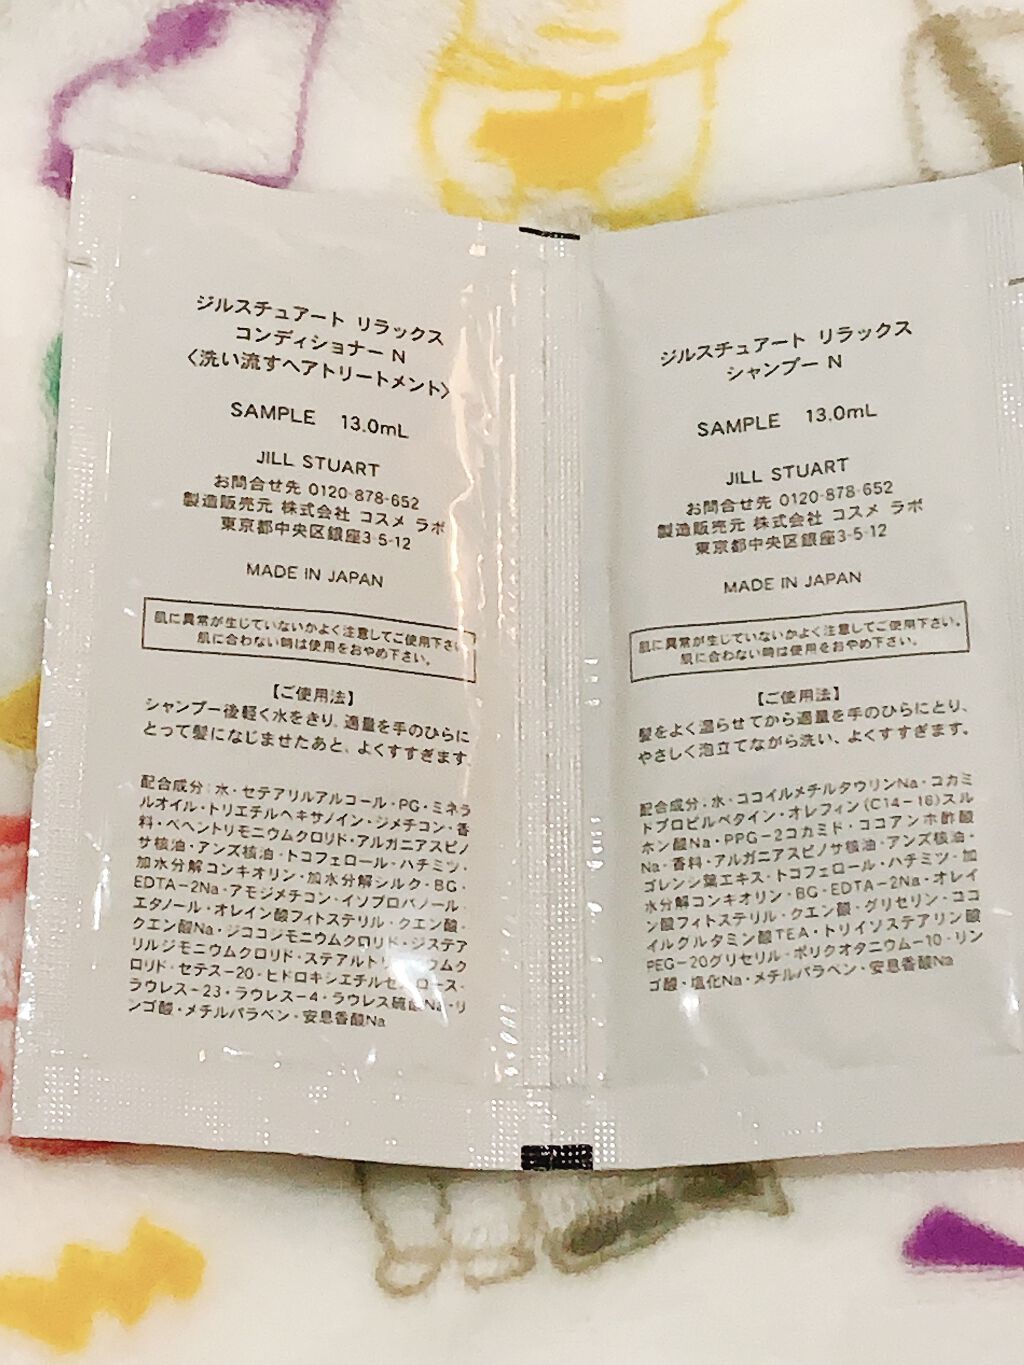 ジルスチュアート リラックス
コンディショナー N
〈洗い流すヘアトリートメント〉
SAMPLE 13.0mL
JILL STUART
お問合せ先 0120-878-652
製造販売元 株式会社 コスメ ラボ
東京都中央区銀座3-5-12
MADE IN JAPAN
肌に異常が生じていないかよく注意してご使用下さい。
肌に合わない時は使用をおやめ下さい。
【ご使用法】
シャンプー後軽く水をきり、適量を手のひらに
とって髪になじませたあと、よくすすぎます。
配合成分：水・セテアリルアルコール・PG・ミネラ
ルオイル・トリエチルヘキサノイン・ジメチコン・香
料・ベヘントリモニウムクロリド・アルガニアスピノ
サ核油・アンズ核油・トコフェロール・ハチミツ・
加水分解コンキオリン・加水分解シルク・BG・
EDTA-2Na・アモジメチコン・イソプロパノール・
エタノール・オレイン酸フィトステリル・クエン酸・
クエン酸Na・ジココジモニウムクロリド・ジステア
リルジモニウムクロリド・ステアルトリモニウムク
ロリド・セテス-20・ヒドロキシエチルセルロース・
ラウレス-23・ラウレス-4・ラウレス硫酸Na・リ
ンゴ酸・メチルパラベン・安息香酸Na
ジルスチュアート リラックス
シャンプー N
SAMPLE 13.0mL
JILL STUART
お問合せ先 0120-878-652
製造販売元 株式会社 コスメ ラボ
東京都中央区銀座3-5-12
MADE IN JAPAN
肌に異常が生じていないかよく注意してご使用下さい。
肌に合わない時は使用をおやめ下さい。
【ご使用法】
髪をよく濡らせてから適量を手のひらにとり、
やさしく泡立てながら洗い、よくすすぎます。
配合成分：水・ココイルメチルタウリンNa・コカミ
ドプロピルベタイン・オレフィン(C14-16)スル
ホン酸Na・PPG-2コカミド・ココアンホ酢酸
Na・香料・アルガニアスピノサ核油・アンズ核油・
ゴレンシ葉エキス・トコフェロール・ハチミツ・加
水分解コンキオリン・BG・EDTA-2Na・オレイ
ン酸フィトステリル・クエン酸・グリセリン・ココ
イルグルタミン酸TEA・トリイソステアリン酸
PEG-20グリセリル・ポリクオタニウム-10・リン
ゴ酸・塩化Na・メチルパラベン・安息香酸Na